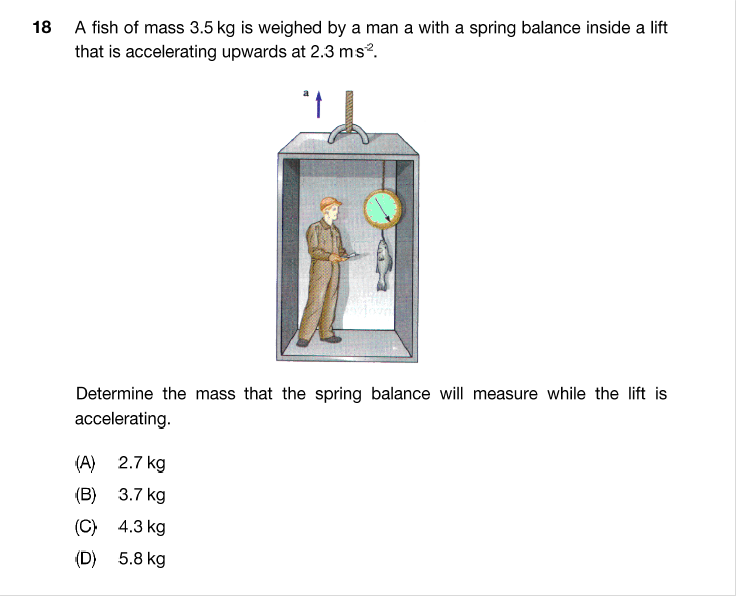 18 A fish of mass 3.5 kg is weighed by a man a with a spring balance inside a lift
that is accelerating upwards at 2.3 m s⁻².
a
Determine the mass that the spring balance will measure while the lift is
accelerating.
(A) 2.7 kg
(B) 3.7 kg
(C) 4.3 kg
(D) 5.8 kg